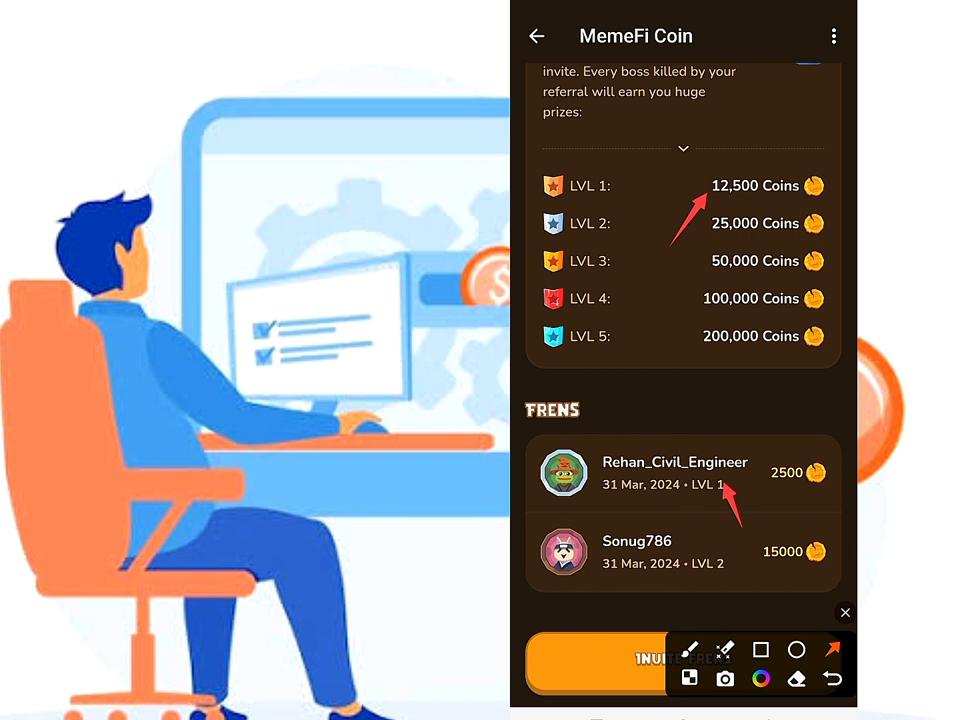 MemeFi Coin
invite. Every boss killed by your
referral will earn you huge
prizes:
LVL 1: 12,500 Coins
LVL 2: 25,000 Coins
LVL 3: 50,000 Coins
LVL 4: 100,000 Coins
LVL 5: 200,000 Coins
FRENS
Rehan_Civil_Engineer
31 Mar, 2024 • LVL 1
2500
Sonug786
31 Mar, 2024 • LVL 2
15000
INVITE FRENS